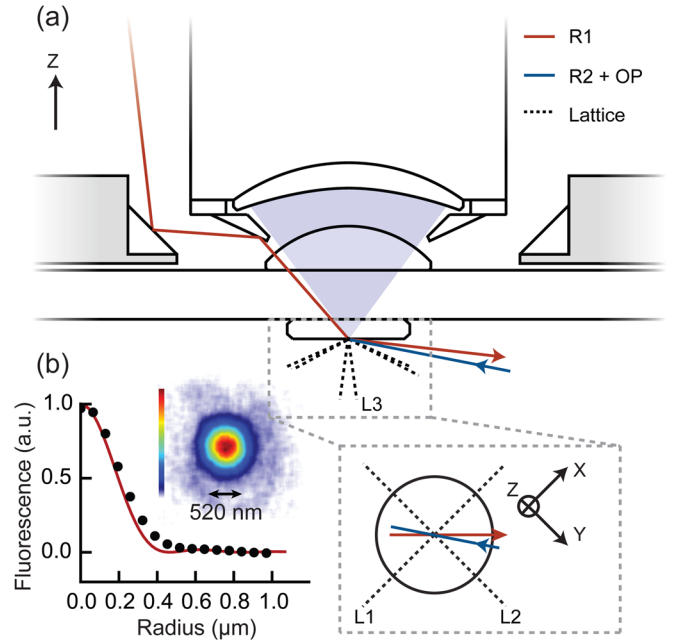 (a)
Z
R1
R2 + OP
Lattice
L3
(b)
Fluorescence (a.u.)
1.0
0.5
0.0
520 nm
0.0 0.2 0.4 0.6 0.8 1.0
Radius (μm)
Z
X
Y
L1
L2